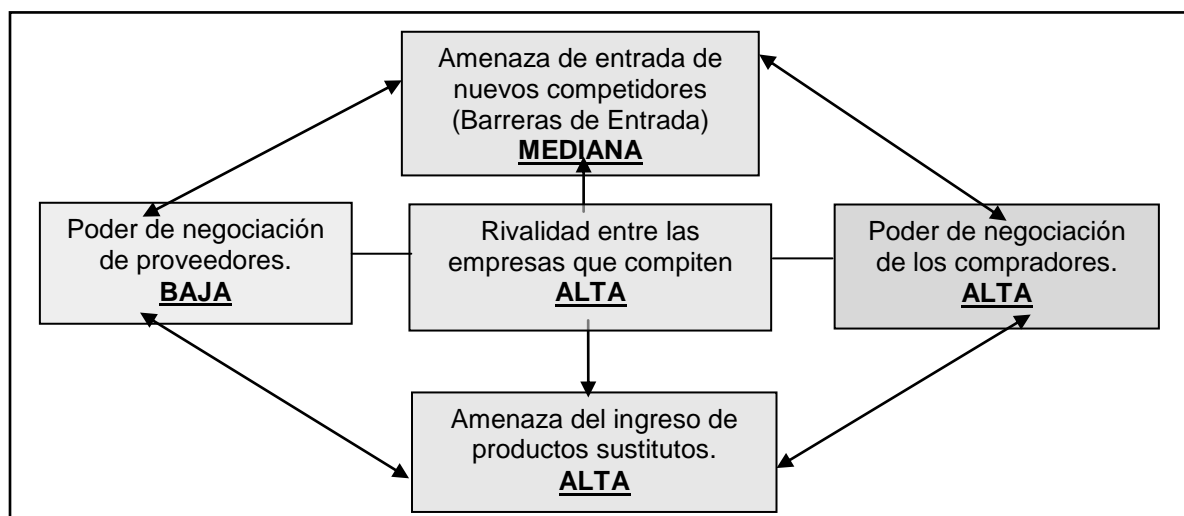 Amenaza de entrada de
nuevos competidores
(Barreras de Entrada)
MEDIANA
Poder de negociación
de proveedores.
BAJA
Rivalidad entre las
empresas que compiten
ALTA
Poder de negociación
de los compradores.
ALTA
Amenaza del ingreso de
productos sustitutos.
ALTA